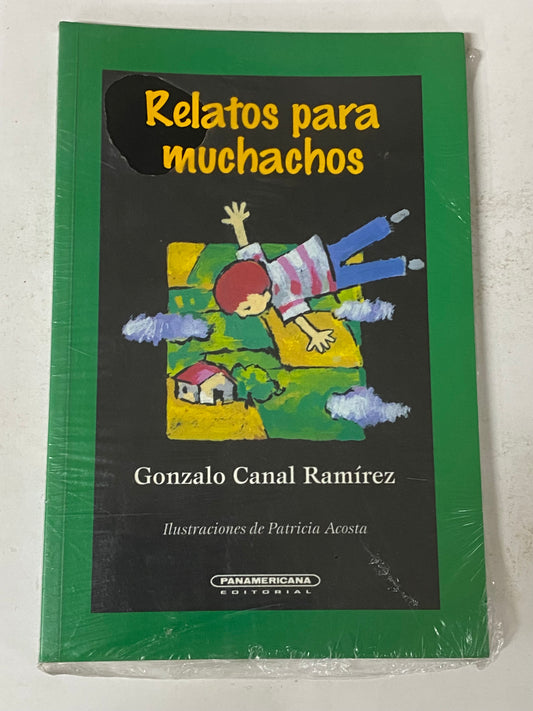 Relatos para
muchachos
Gonzalo Canal Ramírez
Ilustraciones de Patricia Acosta
PANAMERICANA
EDITORIAL